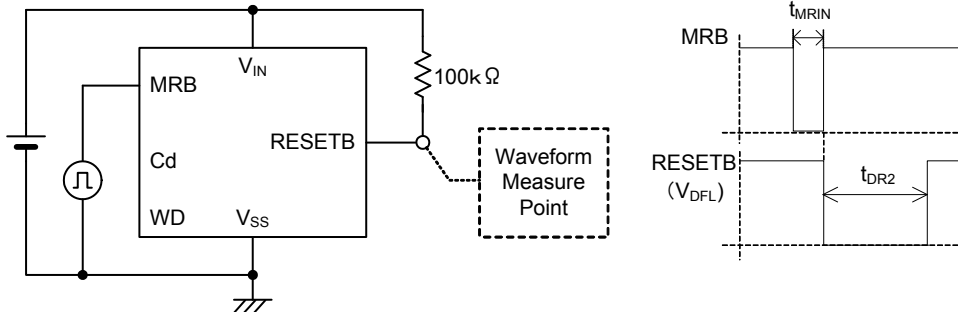 V_IN
MRB
100kΩ
RESETB
Cd
WD
V_SS
Waveform
Measure
Point
t_MRIN
MRB
RESETB
(V_DFL)
t_DR2